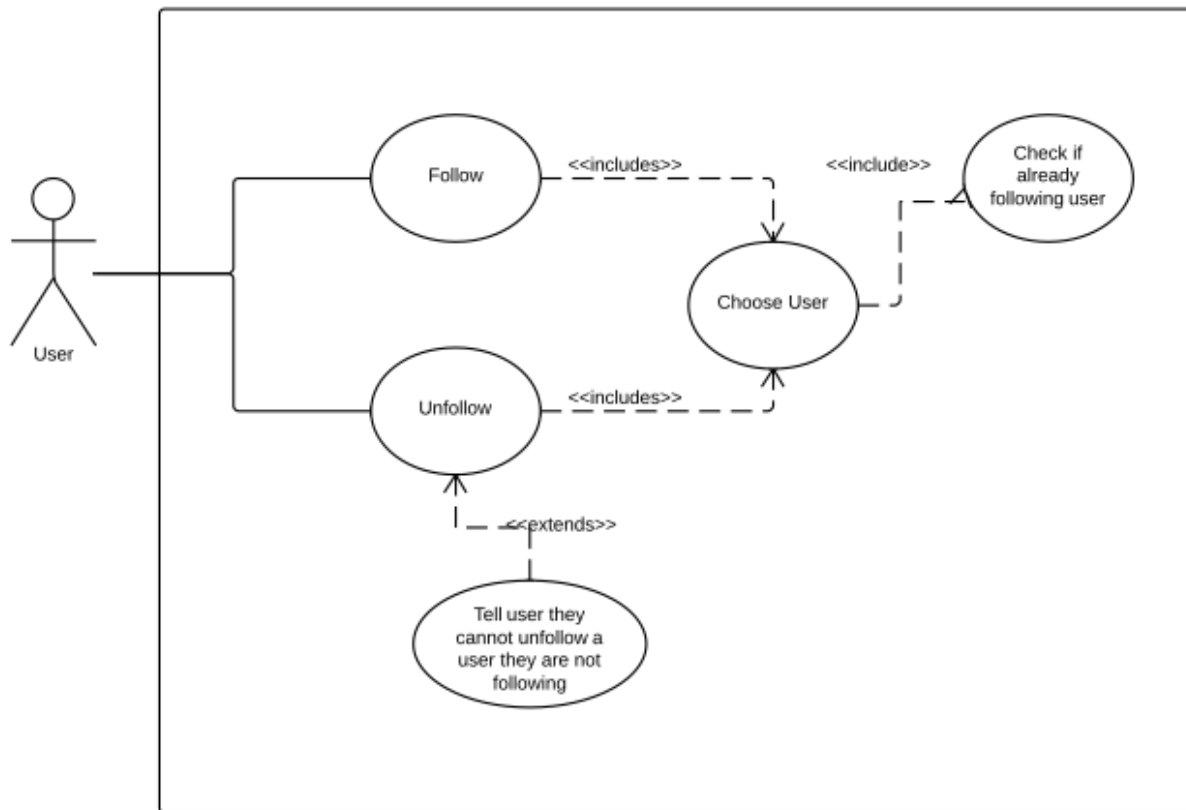 User
Follow
<<includes>>
Choose User
<<include>>
Check if
already
following user
Unfollow
<<includes>>
<<extends>>
Tell user they
cannot unfollow a
user they are not
following